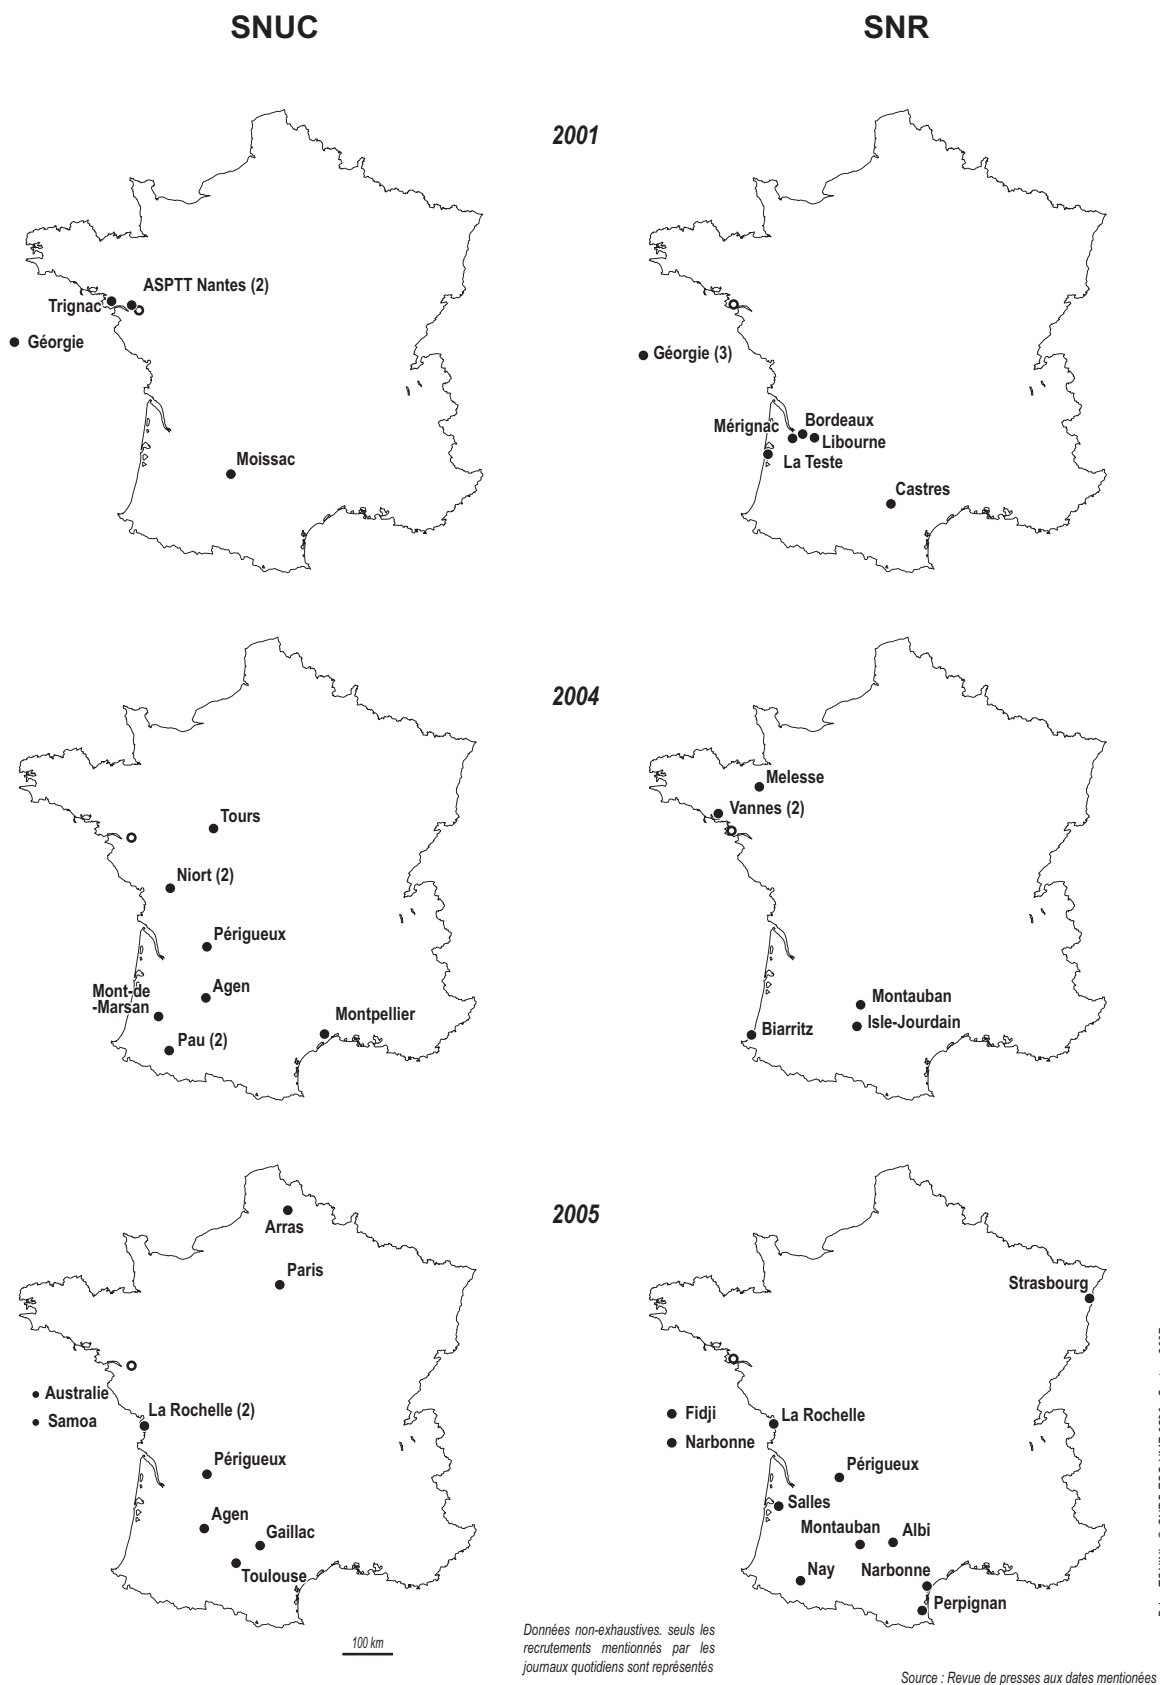 SNUC
SNR
2001
ASPTT Nantes (2)
Trignac
Géorgie
Moissac
Géorgie (3)
Mérignac
Bordeaux
Libourne
La Teste
Castres
2004
Tours
Niort (2)
Périgueux
Agen
Mont-de
-Marsan
Pau (2)
Montpellier
Melesse
Vannes (2)
Montauban
Isle-Jourdain
Biarritz
2005
Arras
Paris
Australie
Samoa
La Rochelle (2)
Périgueux
Agen
Gaillac
Toulouse
Strasbourg
Fidji
Narbonne
La Rochelle
Périgueux
Salles
Montauban
Albi
Nay
Narbonne
Perpignan
100 km
Données non-exhaustives. seuls les
recrutements mentionnés par les
journaux quotidiens sont représentés
Source : Revue de presses aux dates mentionées